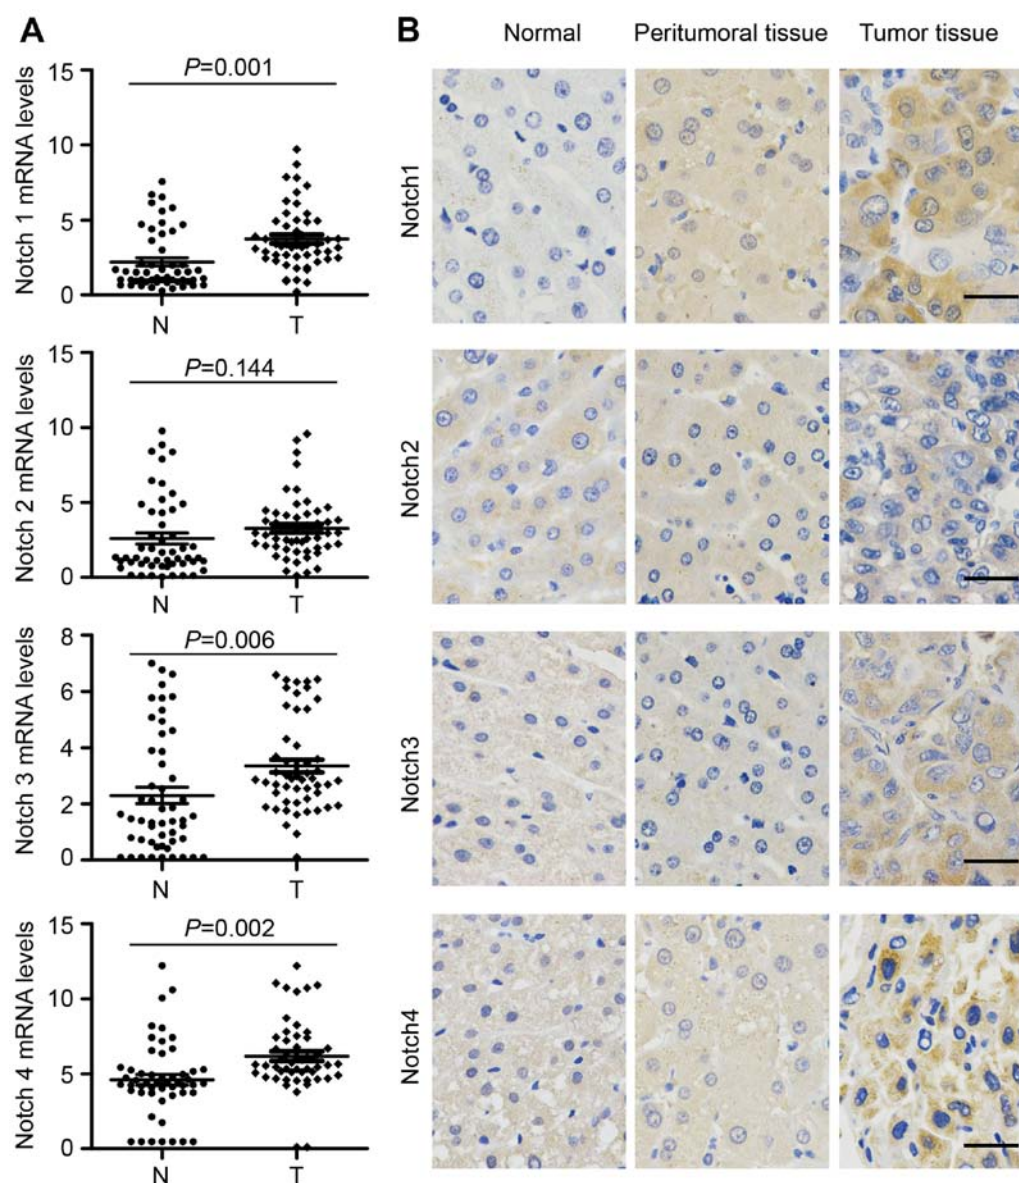 A
Notch 1 mRNA levels
15
10
5
0
P=0.001
N
T
Notch 2 mRNA levels
15
10
5
0
P=0.144
N
T
Notch 3 mRNA levels
8
6
4
2
0
P=0.006
N
T
Notch 4 mRNA levels
15
10
5
0
P=0.002
N
T
B
Normal
Peritumoral tissue
Tumor tissue
Notch1
Notch2
Notch3
Notch4